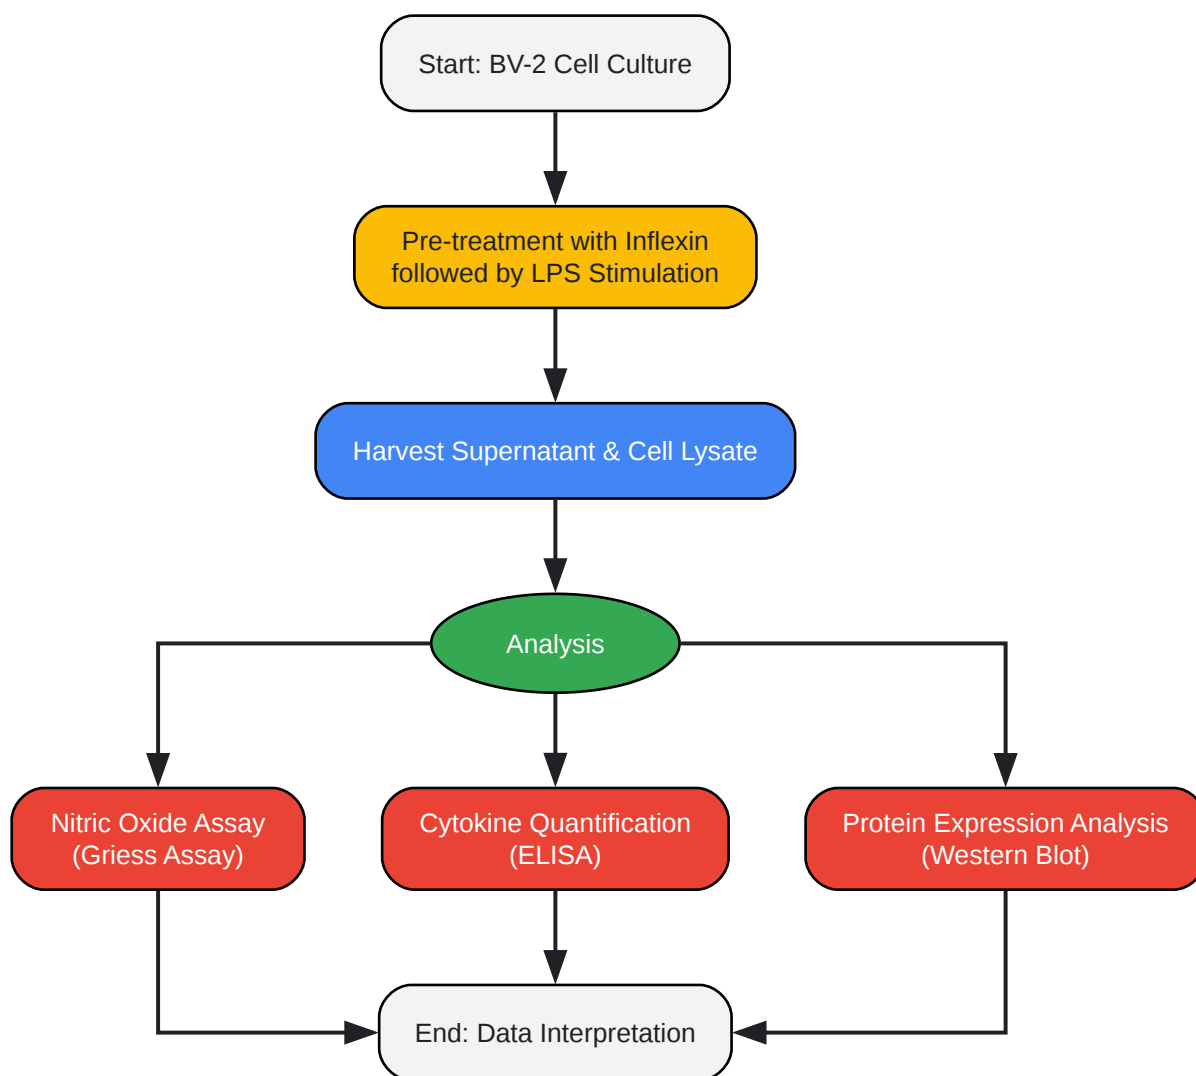 Start: BV-2 Cell Culture
Pre-treatment with Inflexin
followed by LPS Stimulation
Harvest Supernatant & Cell Lysate
Analysis
Nitric Oxide Assay
(Griess Assay)
Cytokine Quantification
(ELISA)
Protein Expression Analysis
(Western Blot)
End: Data Interpretation